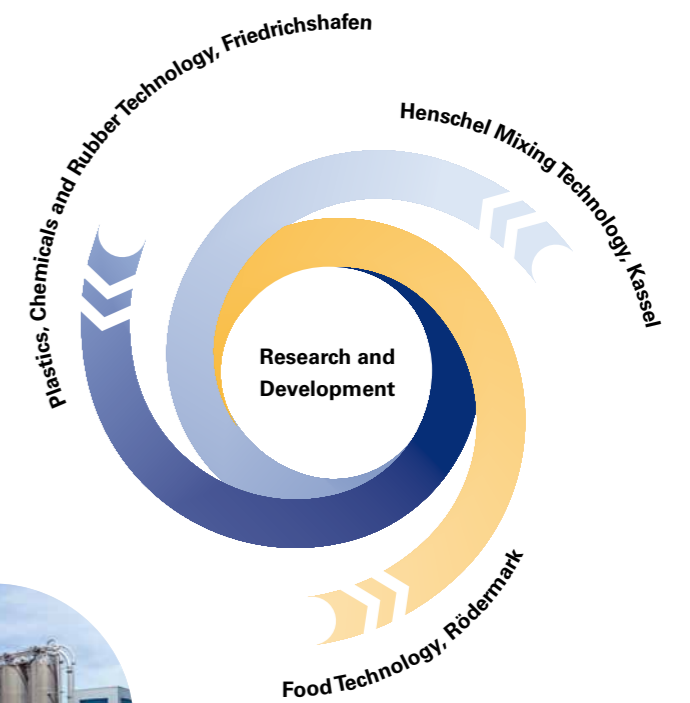 Plastics, Chemicals and Rubber Technology, Friedrichshafen
Henschel Mixing Technology, Kassel
Research and
Development
Food Technology, Rödermark